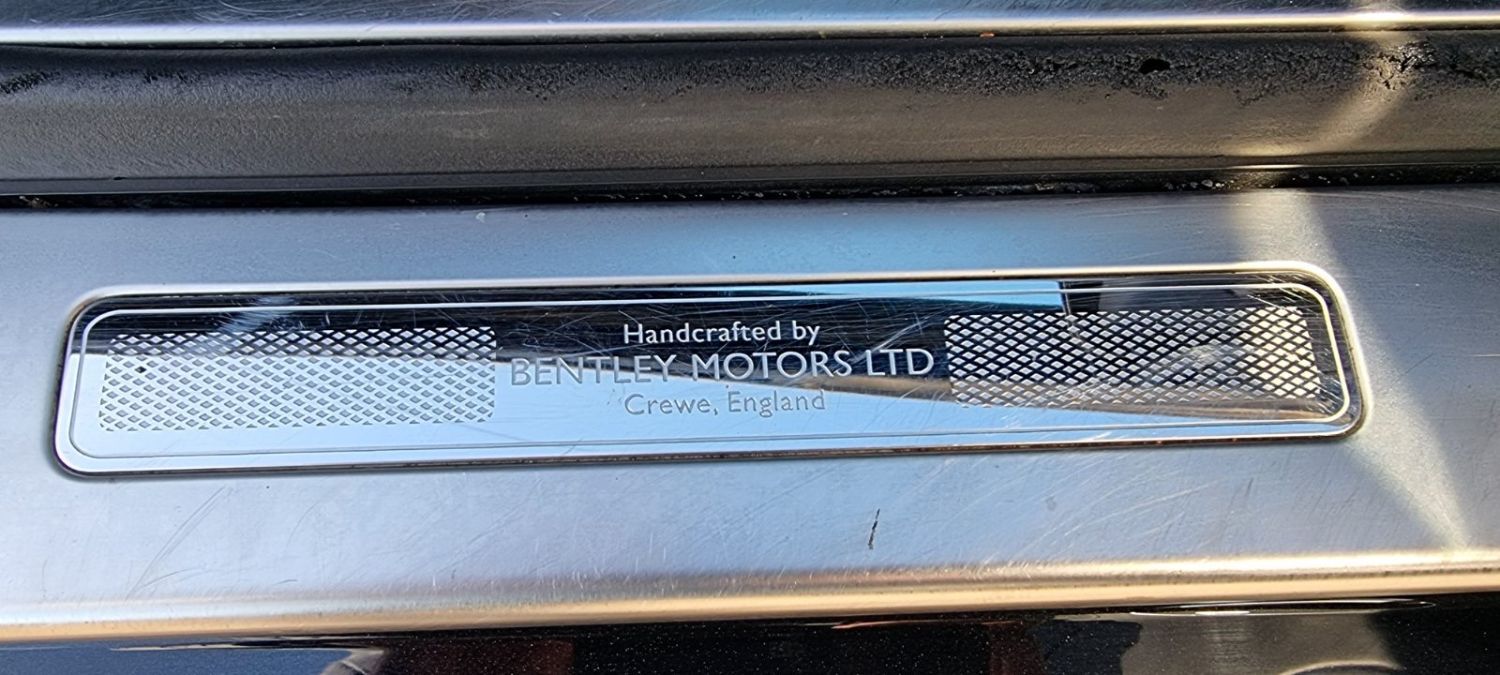 Handcrafted by
BENTLEY MOTORS LTD
Crewe, England